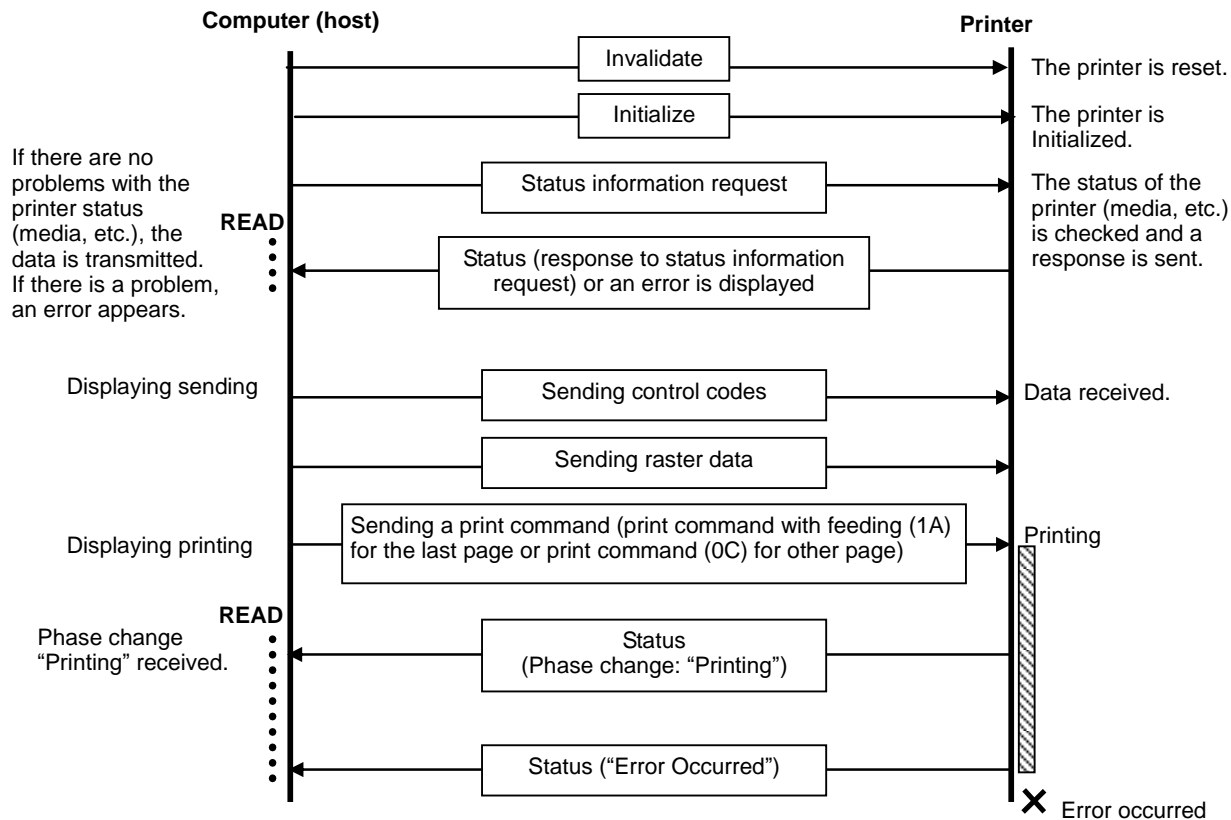 Computer (host)
Printer
Invalidate
The printer is reset.
Initialize
The printer is
Initialized.
If there are no
problems with the
printer status
(media, etc.), the
data is transmitted.
If there is a problem,
an error appears.
Status information request
The status of the
printer (media, etc.)
is checked and a
response is sent.
READ
Status (response to status information
request) or an error is displayed
Displaying sending
Sending control codes
Data received.
Sending raster data
Displaying printing
Sending a print command (print command with feeding (1A)
for the last page or print command (0C) for other page)
Printing
READ
Phase change
“Printing” received.
Status
(Phase change: “Printing”)
Status (“Error Occurred”)
Error occurred